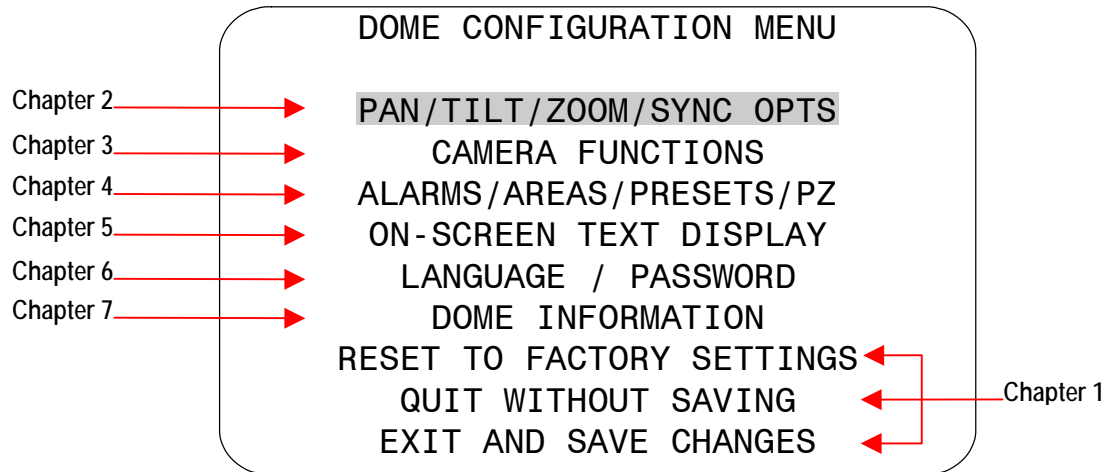 DOME CONFIGURATION MENU
Chapter 2 PAN/TILT/ZOOM/SYNC OPTS
Chapter 3 CAMERA FUNCTIONS
Chapter 4 ALARMS/AREAS/PRESETS/PZ
Chapter 5 ON-SCREEN TEXT DISPLAY
Chapter 6 LANGUAGE / PASSWORD
Chapter 7 DOME INFORMATION
RESET TO FACTORY SETTINGS
QUIT WITHOUT SAVING Chapter 1
EXIT AND SAVE CHANGES